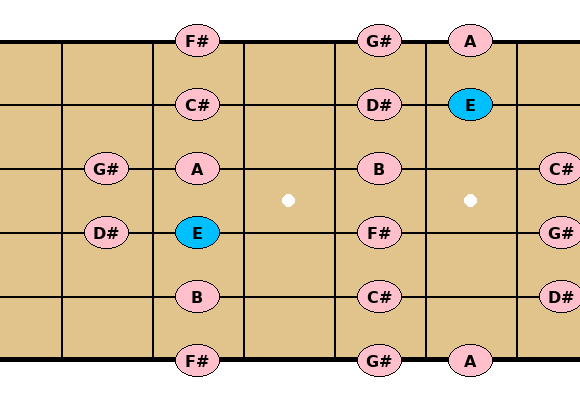 F# G# A
C# D# E
G# A B C#
D# E F# G#
B C# D#
F# G# A